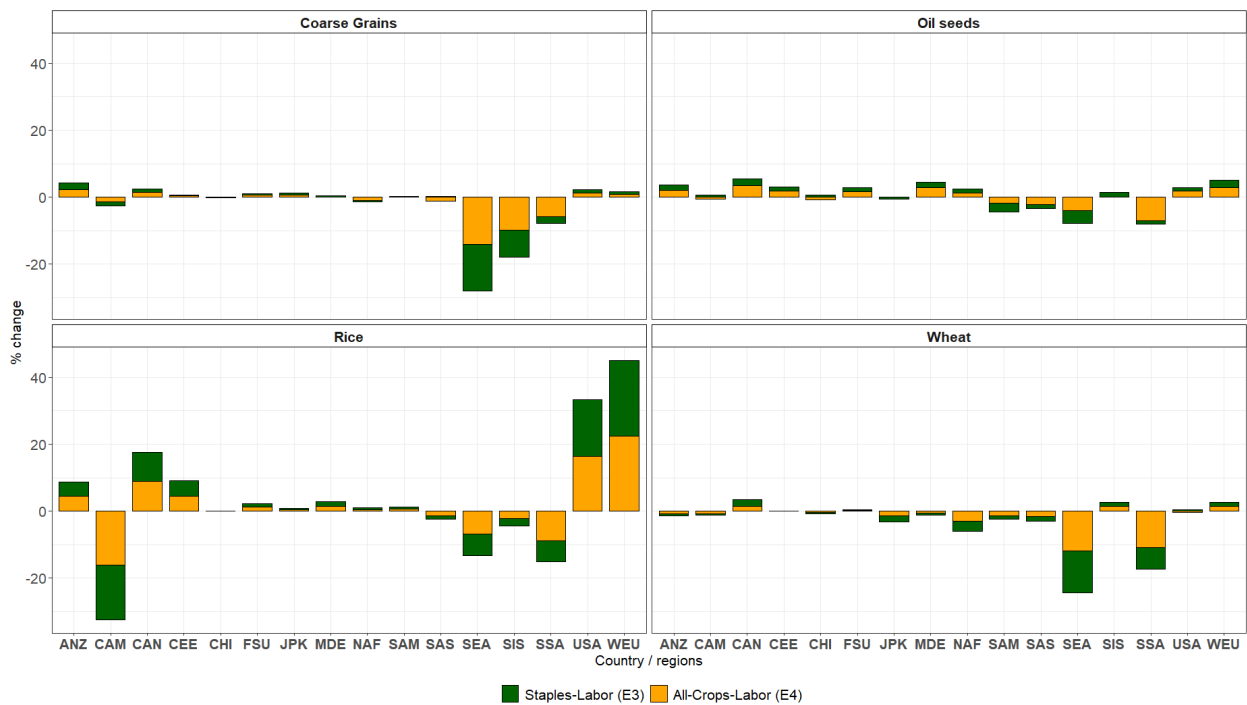 Coarse Grains
Oil seeds
40
20
0
-20
Rice
Wheat
40
20
0
-20
% change
ANZ CAM CAN CEE CHI FSU JPK MDE NAF SAM SAS SEA SIS SSA USA WEU
ANZ CAM CAN CEE CHI FSU JPK MDE NAF SAM SAS SEA SIS SSA USA WEU
Country / regions
Staples-Labor (E3) All-Crops-Labor (E4)